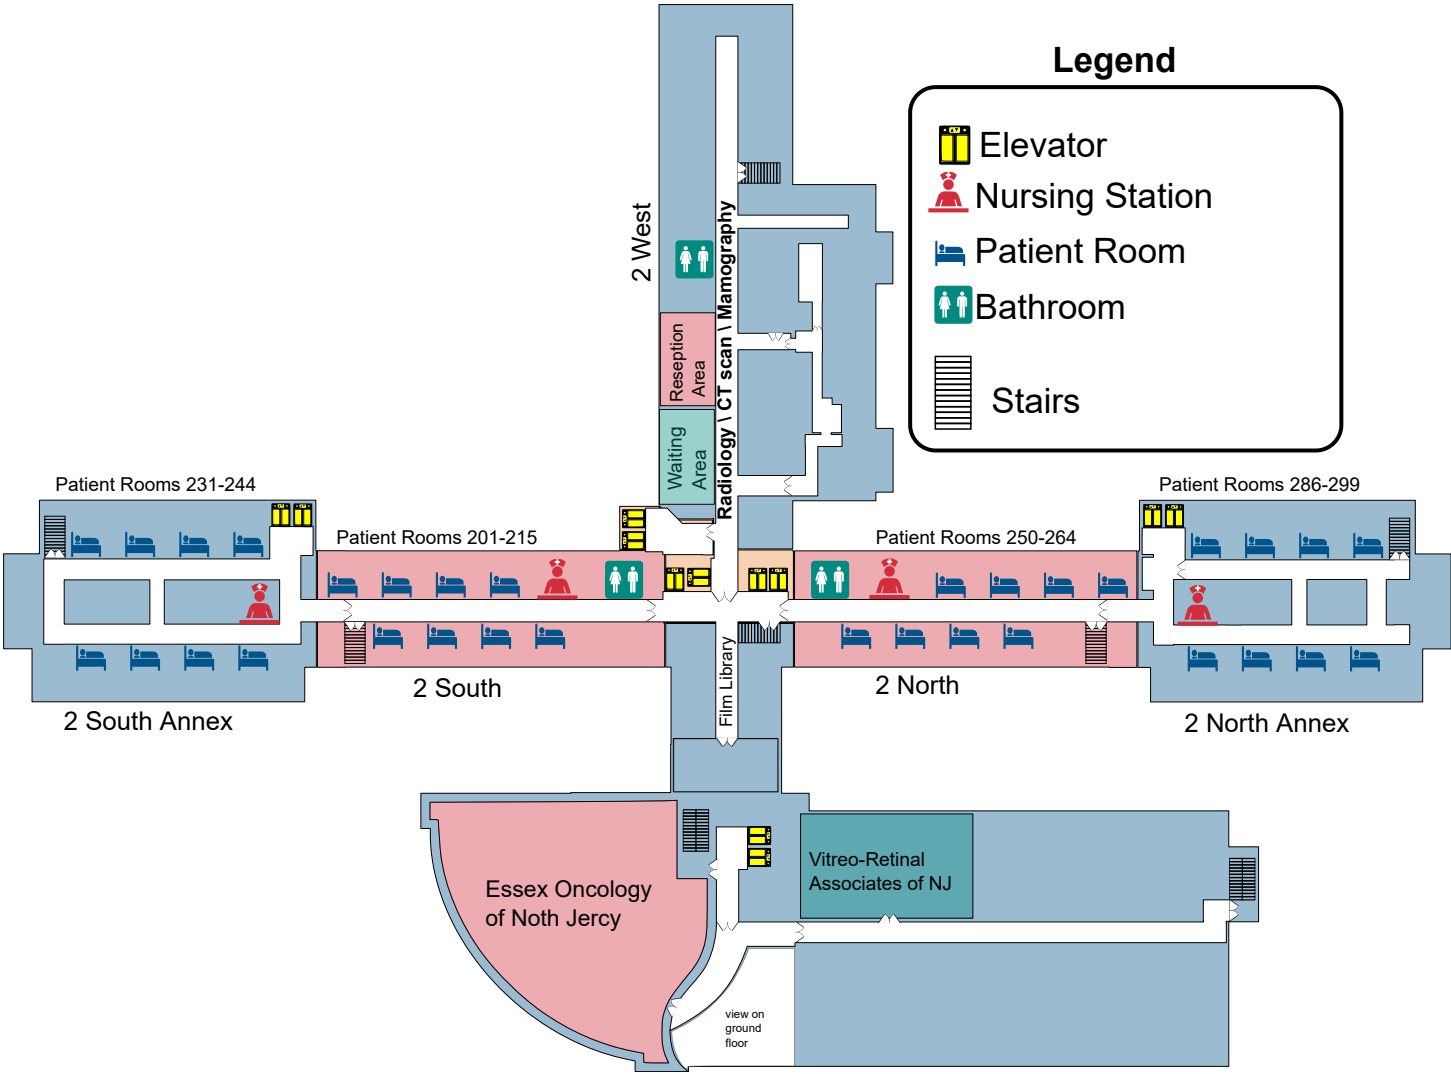 Legend
Elevator
Nursing Station
Patient Room
Bathroom
Stairs
2 West
Radiology \ CT scan \ Mamography
Reseption
Area
Waiting
Area
Patient Rooms 231-244
Patient Rooms 201-215
Patient Rooms 250-264
Patient Rooms 286-299
2 South Annex
2 South
Film Library
2 North
2 North Annex
Essex Oncology
of Noth Jercy
Vitreo-Retinal
Associates of NJ
view on
ground
floor